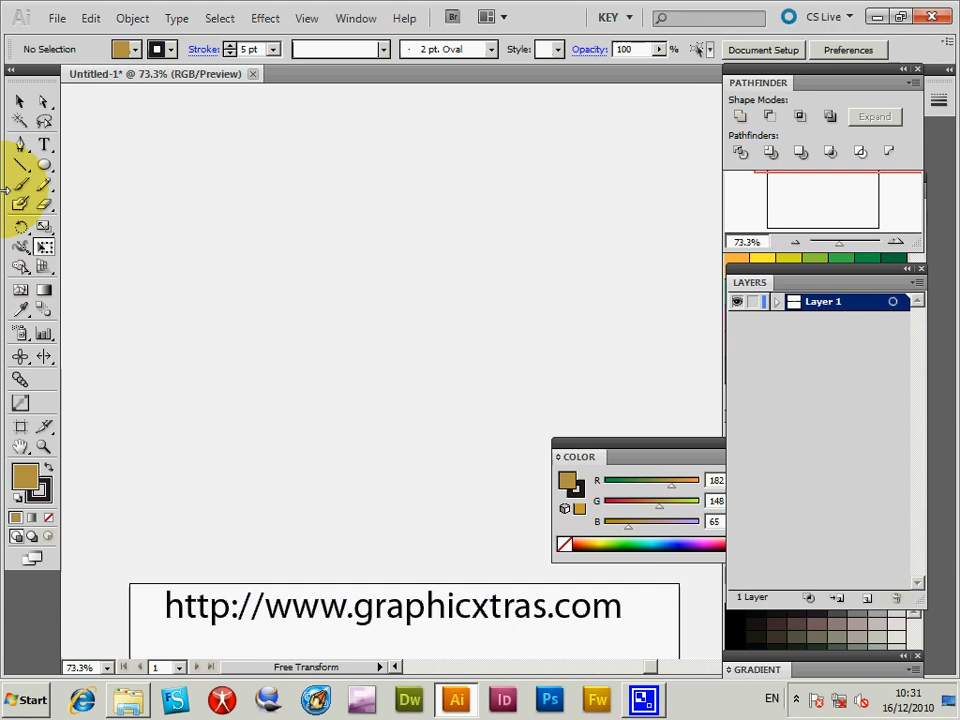 Ai File Edit Object Type Select Effect View Window Help Br KEY CS Live
No Selection Stroke: 5 pt 2 pt. Oval Style: Opacity: 100 % Document Setup Preferences
Untitled-1* @ 73.3% (RGB/Preview)
PATHFINDER
Shape Modes:
Expand
Pathfinders:
73.3%
LAYERS
Layer 1
COLOR
R 182
G 148
B 65
1 Layer
http://www.graphicxtras.com
73.3% 1 Free Transform
GRADIENT
Start Dw Ai Id Ps Fw EN 10:31
16/12/2010